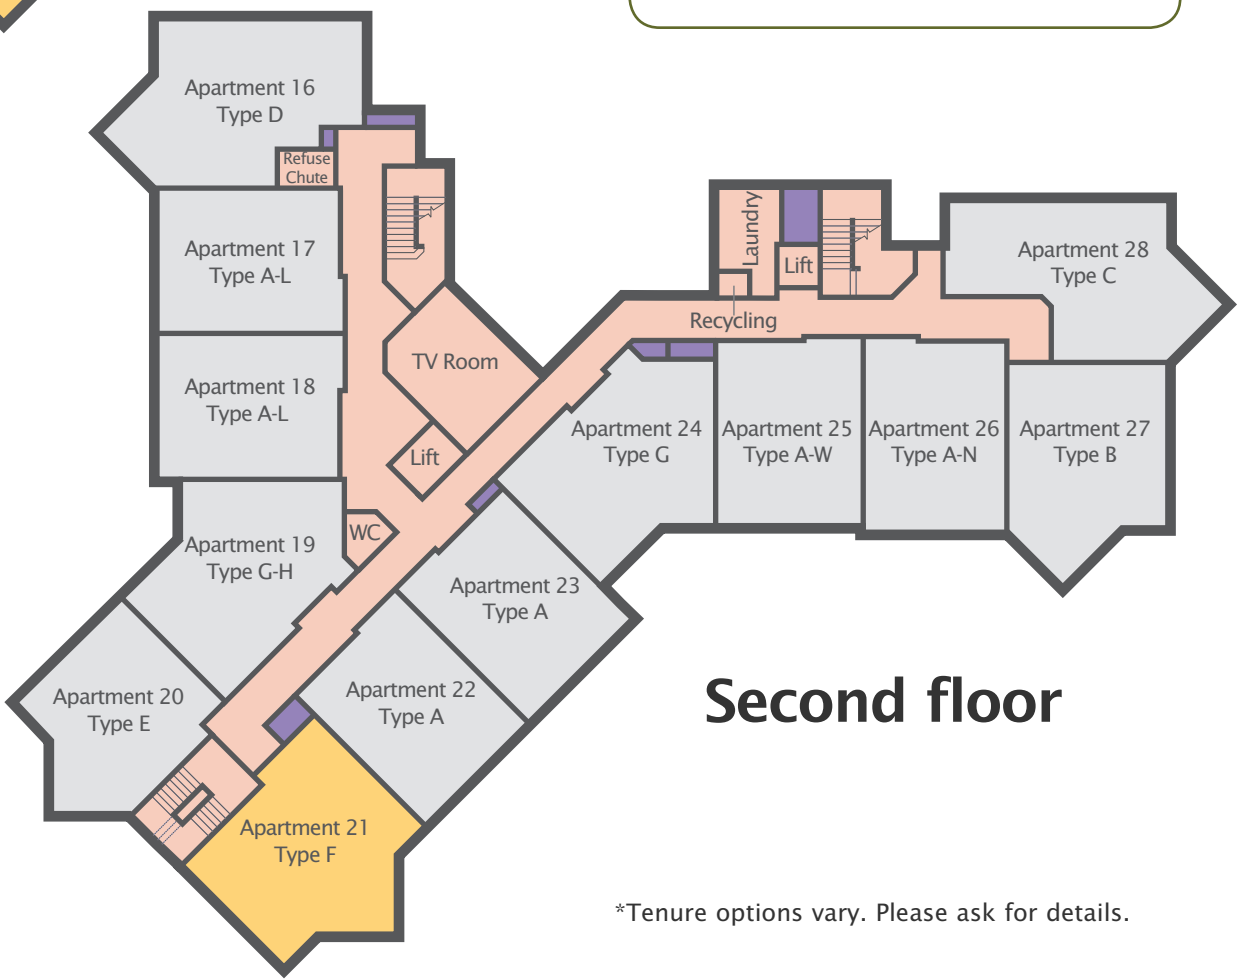 Apartment 16
Type D
Refuse
Chute
Apartment 17
Type A-L
Apartment 18
Type A-L
TV Room
Lift
WC
Apartment 19
Type G-H
Apartment 20
Type E
Apartment 21
Type F
Apartment 22
Type A
Apartment 23
Type A
Apartment 24
Type G
Apartment 25
Type A-W
Apartment 26
Type A-N
Apartment 27
Type B
Apartment 28
Type C
Laundry
Lift
Recycling
Second floor
*Tenure options vary. Please ask for details.